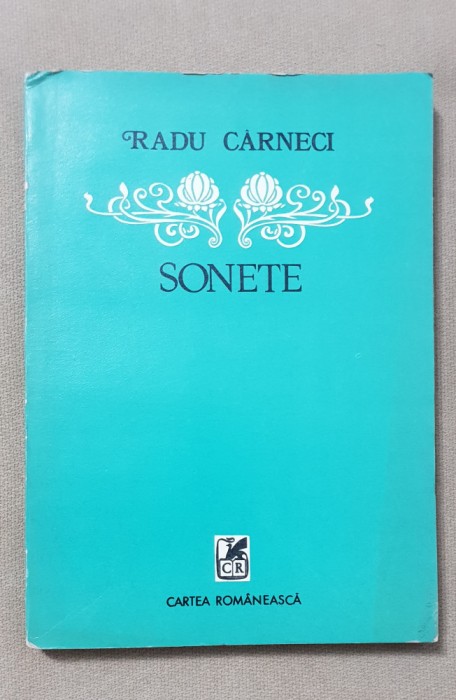 RADU CÂRNECI
SONETE
CR
CARTEA ROMÂNEASCĂ